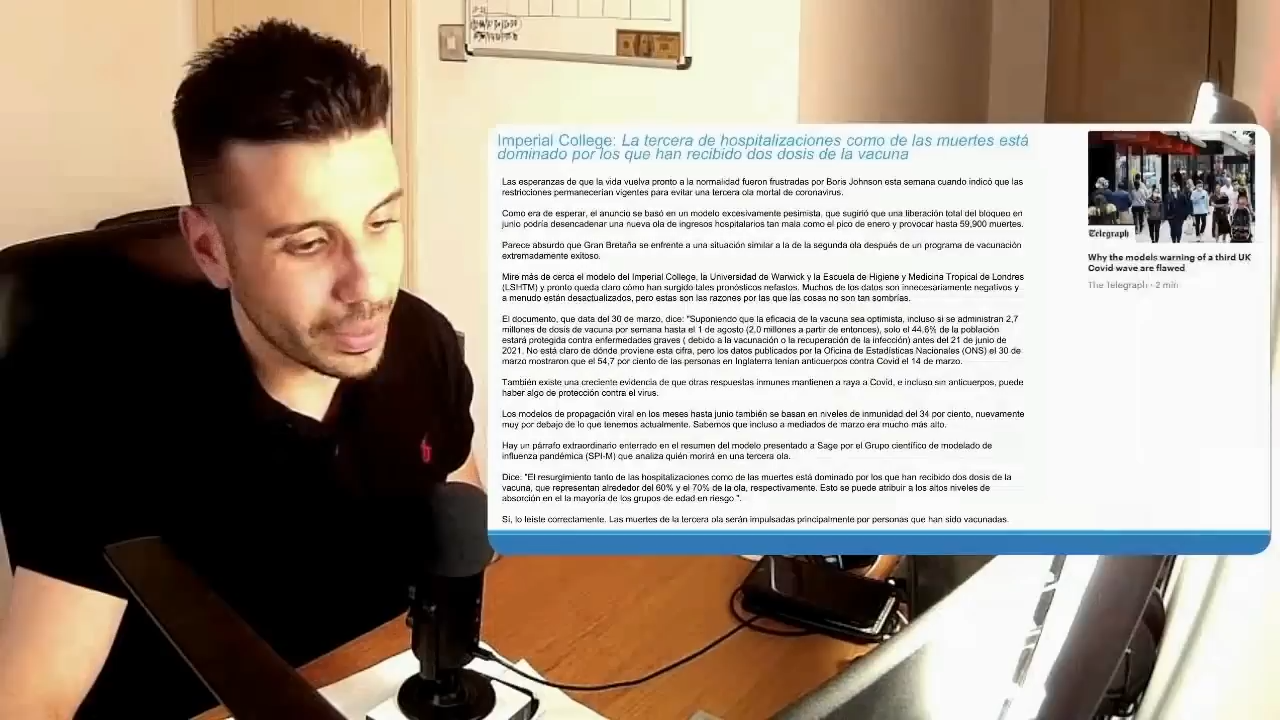 Imperial College: La tercera de hospitalizaciones como de las muertes está
dominado por los que han recibido dos dosis de la vacuna
Las esperanzas de que la vida vuelva pronto a la normalidad fueron frustradas por Boris Johnson esta semana cuando indicó que las
restricciones permanecerían vigentes para evitar una tercera ola mortal de coronavirus.
Como era de esperar, el anuncio se basó en un modelo excesivamente pesimista, que sugirió que una liberación total del bloqueo en
junio podría desencadenar una nueva ola de ingresos hospitalarios tan mala como el pico de enero y provocar hasta 59,900 muertes.
Parece absurdo que Gran Bretaña se enfrente a una situación similar a la de la segunda ola después de un programa de vacunación
extremadamente exitoso.
Mire más de cerca el modelo del Imperial College, la Universidad de Warwick y la Escuela de Higiene y Medicina Tropical de Londres
(LSHTM) y pronto queda claro cómo han surgido tales pronósticos nefastos. Muchos de los datos son innecesariamente negativos y
a menudo están desactualizados, pero estas son las razones por las que las cosas no son tan sombrías.
El documento, que data del 30 de marzo, dice: "Suponiendo que la eficacia de la vacuna sea optimista, incluso si se administran 2,7
millones de dosis de vacuna por semana hasta el 1 de agosto (2,0 millones a partir de entonces), solo el 44,6% de la población
estará protegida contra enfermedades graves ( debido a la vacunación o la recuperación de la infección) antes del 21 de junio de
2021. No está claro de dónde proviene esta cifra, pero los datos publicados por la Oficina de Estadísticas Nacionales (ONS) el 30 de
marzo mostraron que el 54,7 por ciento de las personas en Inglaterra tenían anticuerpos contra Covid el 14 de marzo.
También existe una creciente evidencia de que otras respuestas inmunes mantienen a raya a Covid, e incluso sin anticuerpos, puede
haber algo de protección contra el virus.
Los modelos de propagación viral en los meses hasta junio también se basan en niveles de inmunidad del 34 por ciento, nuevamente
muy por debajo de lo que tenemos actualmente. Sabemos que incluso a mediados de marzo era mucho más alto.
Hay un párrafo extraordinario enterrado en el resumen del modelo presentado a Sage por el Grupo científico de modelado de
influenza pandémica (SPI-M) que analiza quién morirá en una tercera ola.
Dice: "El resurgimiento tanto de las hospitalizaciones como de las muertes está dominado por los que han recibido dos dosis de la
vacuna, que representan alrededor del 60% y el 70% de la ola, respectivamente. Esto se puede atribuir a los altos niveles de
absorción en el la mayoría de los grupos de edad en riesgo ".
Sí, lo leíste correctamente. Las muertes de la tercera ola serán impulsadas principalmente por personas que han sido vacunadas.
Telegraph
Why the models warning of a third UK
Covid wave are flawed
The Telegraph · 2 min